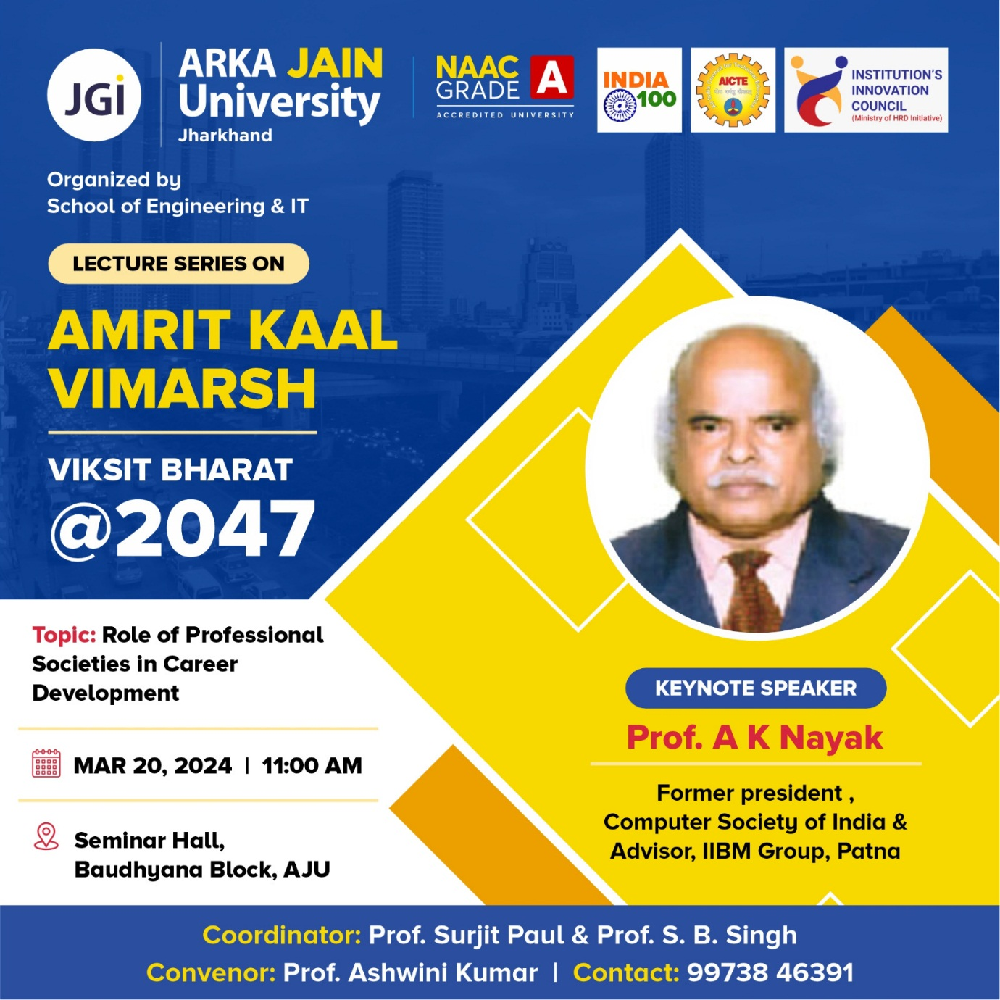 JGi
ARKA JAIN
University
Jharkhand
NAAC
GRADE
A
ACCREDITED UNIVERSITY
INDIA
100
AICTE
INSTITUTION'S
INNOVATION
COUNCIL
(Ministry of HRD Initiative)
Organized by
School of Engineering & IT
LECTURE SERIES ON
AMRIT KAAL
VIMARSH
VIKSIT BHARAT
@2047
Topic: Role of Professional
Societies in Career
Development
MAR 20, 2024 | 11:00 AM
Seminar Hall,
Baudhyana Block, AJU
KEYNOTE SPEAKER
Prof. A K Nayak
Former president ,
Computer Society of India &
Advisor, IIBM Group, Patna
Coordinator: Prof. Surjit Paul & Prof. S. B. Singh
Convenor: Prof. Ashwini Kumar | Contact: 99738 46391